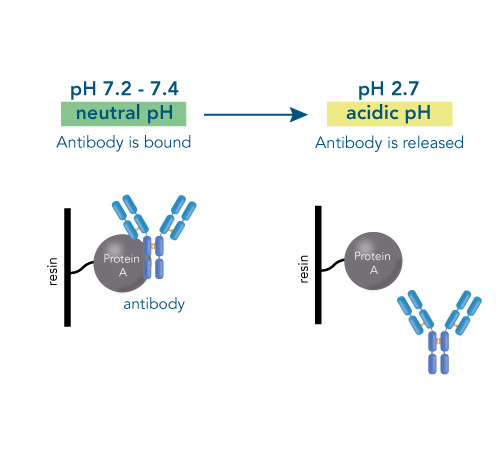 pH 7.2 - 7.4
neutral pH
Antibody is bound
pH 2.7
acidic pH
Antibody is released
resin
Protein
A
antibody
resin
Protein
A